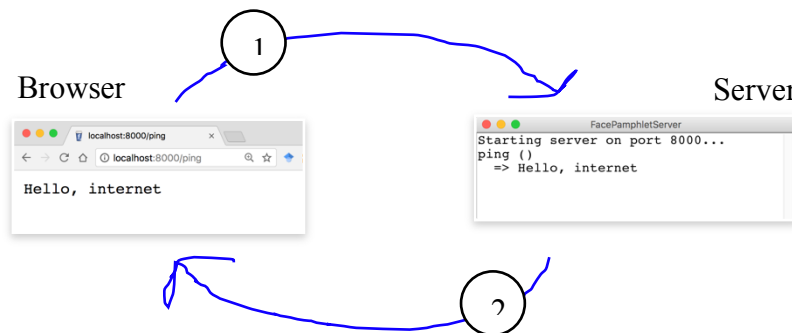 1
Browser
Server
localhost:8000/ping
localhost:8000/ping
Hello, internet
FacePamphletServer
Starting server on port 8000...
ping ()
=> Hello, internet
2